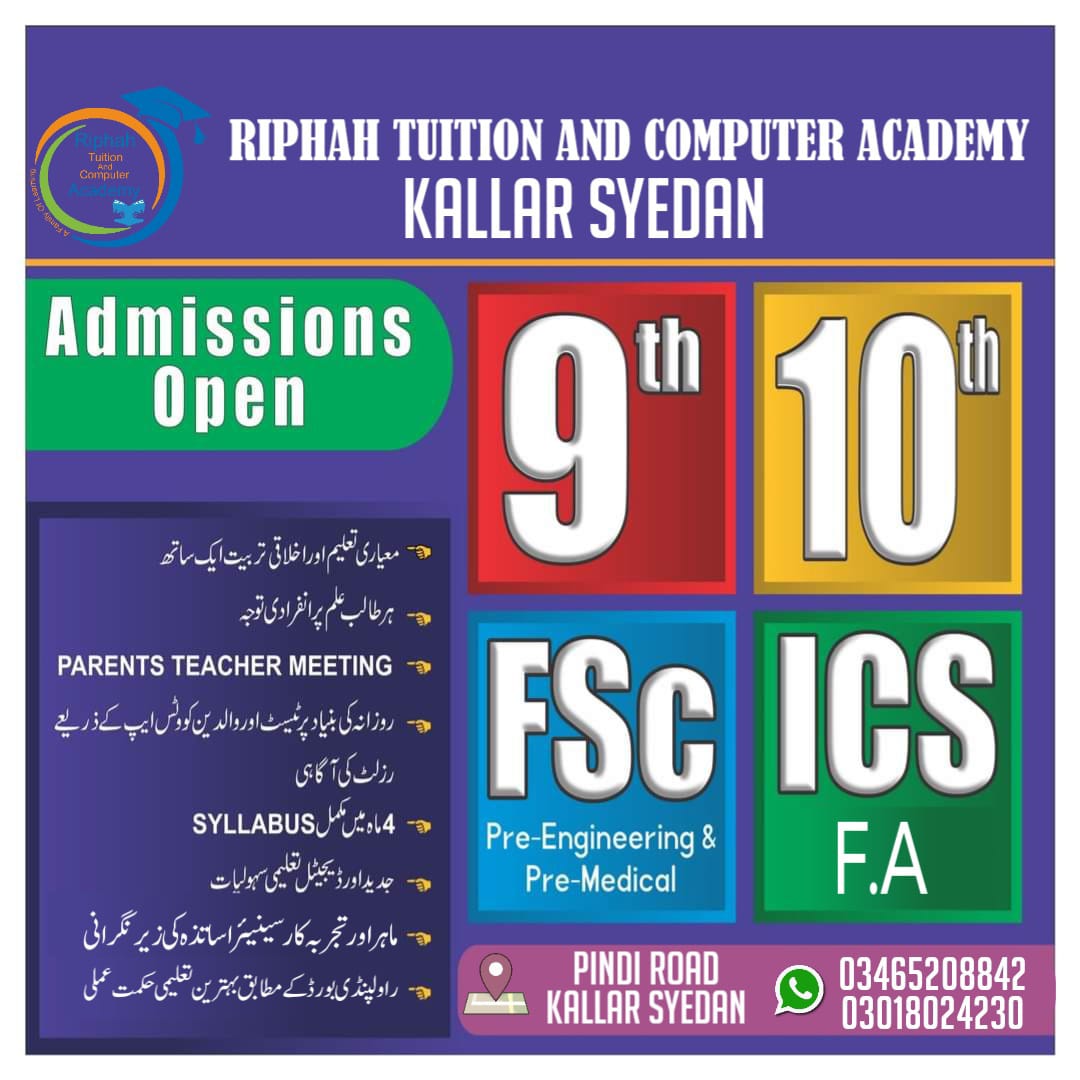 Riphah
Tuition
And
Computer
Academy
A Family Of Learning
RIPHAH TUITION AND COMPUTER ACADEMY
KALLAR SYEDAN
Admissions
Open
9th
10th
معیاری تعلیم اور اخلاقی تربیت ایک ساتھ
ہر طالب علم پر انفرادی توجہ
PARENTS TEACHER MEETING
روزانہ کی بنیاد پر ٹیسٹ اور والدین کو وٹس ایپ کے ذریعے
رزلٹ کی آگاہی
4 ماہ میں مکمل SYLLABUS
جدید اور ڈیجیٹل تعلیمی سہولیات
ماہر اور تجربہ کار سینیئر اساتذہ کی زیر نگرانی
راولپنڈی بورڈ کے مطابق بہترین تعلیمی حکمت عملی
FSc
Pre-Engineering &
Pre-Medical
ICS
F.A
PINDI ROAD
KALLAR SYEDAN
03465208842
03018024230